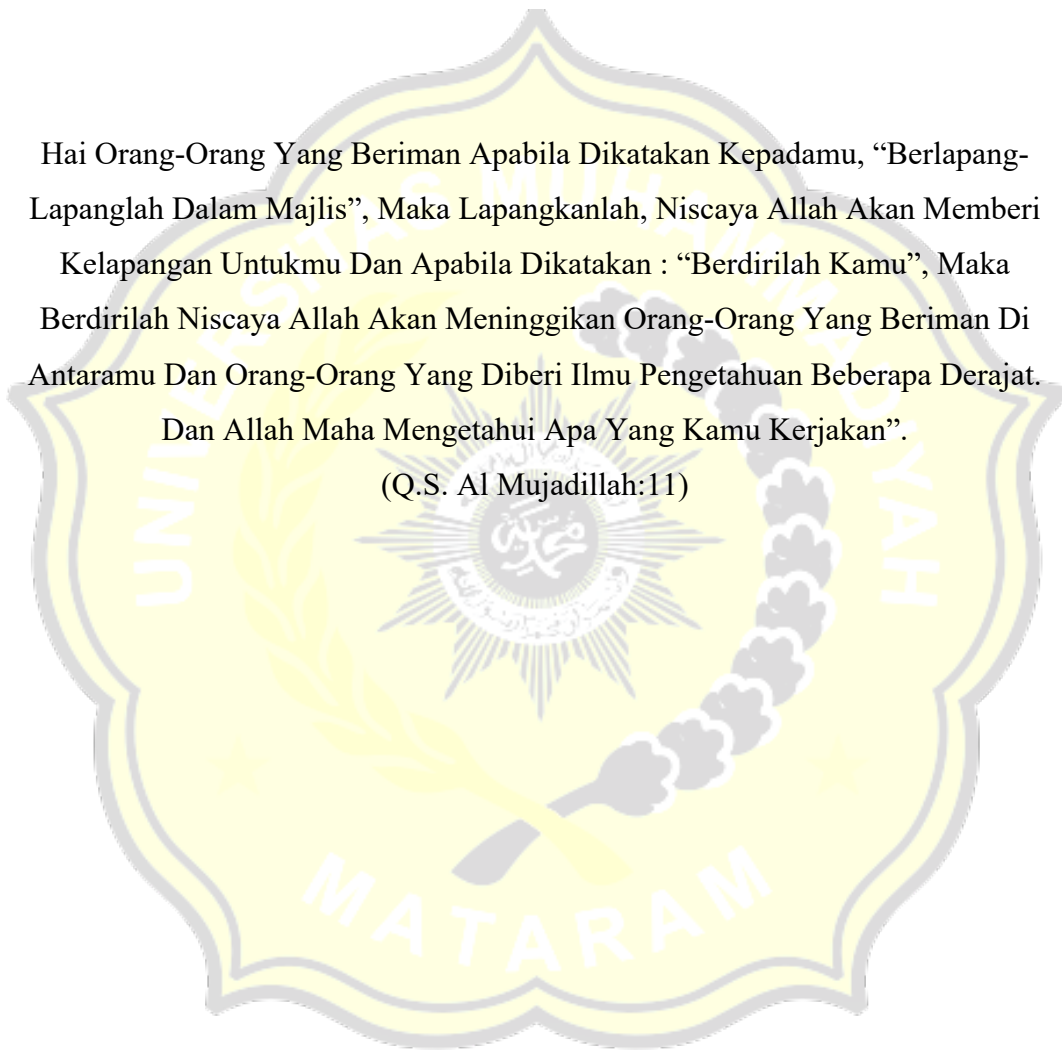 Hai Orang-Orang Yang Beriman Apabila Dikatakan Kepadamu, “Berlapang-
Lapanglah Dalam Majlis”, Maka Lapangkanlah, Niscaya Allah Akan Memberi
Kelapangan Untukmu Dan Apabila Dikatakan : “Berdirilah Kamu”, Maka
Berdirilah Niscaya Allah Akan Meninggikan Orang-Orang Yang Beriman Di
Antaramu Dan Orang-Orang Yang Diberi Ilmu Pengetahuan Beberapa Derajat.
Dan Allah Maha Mengetahui Apa Yang Kamu Kerjakan”.
(Q.S. Al Mujadillah:11)
UNIVERSITAS MUHAMMADIYAH
MATARAM